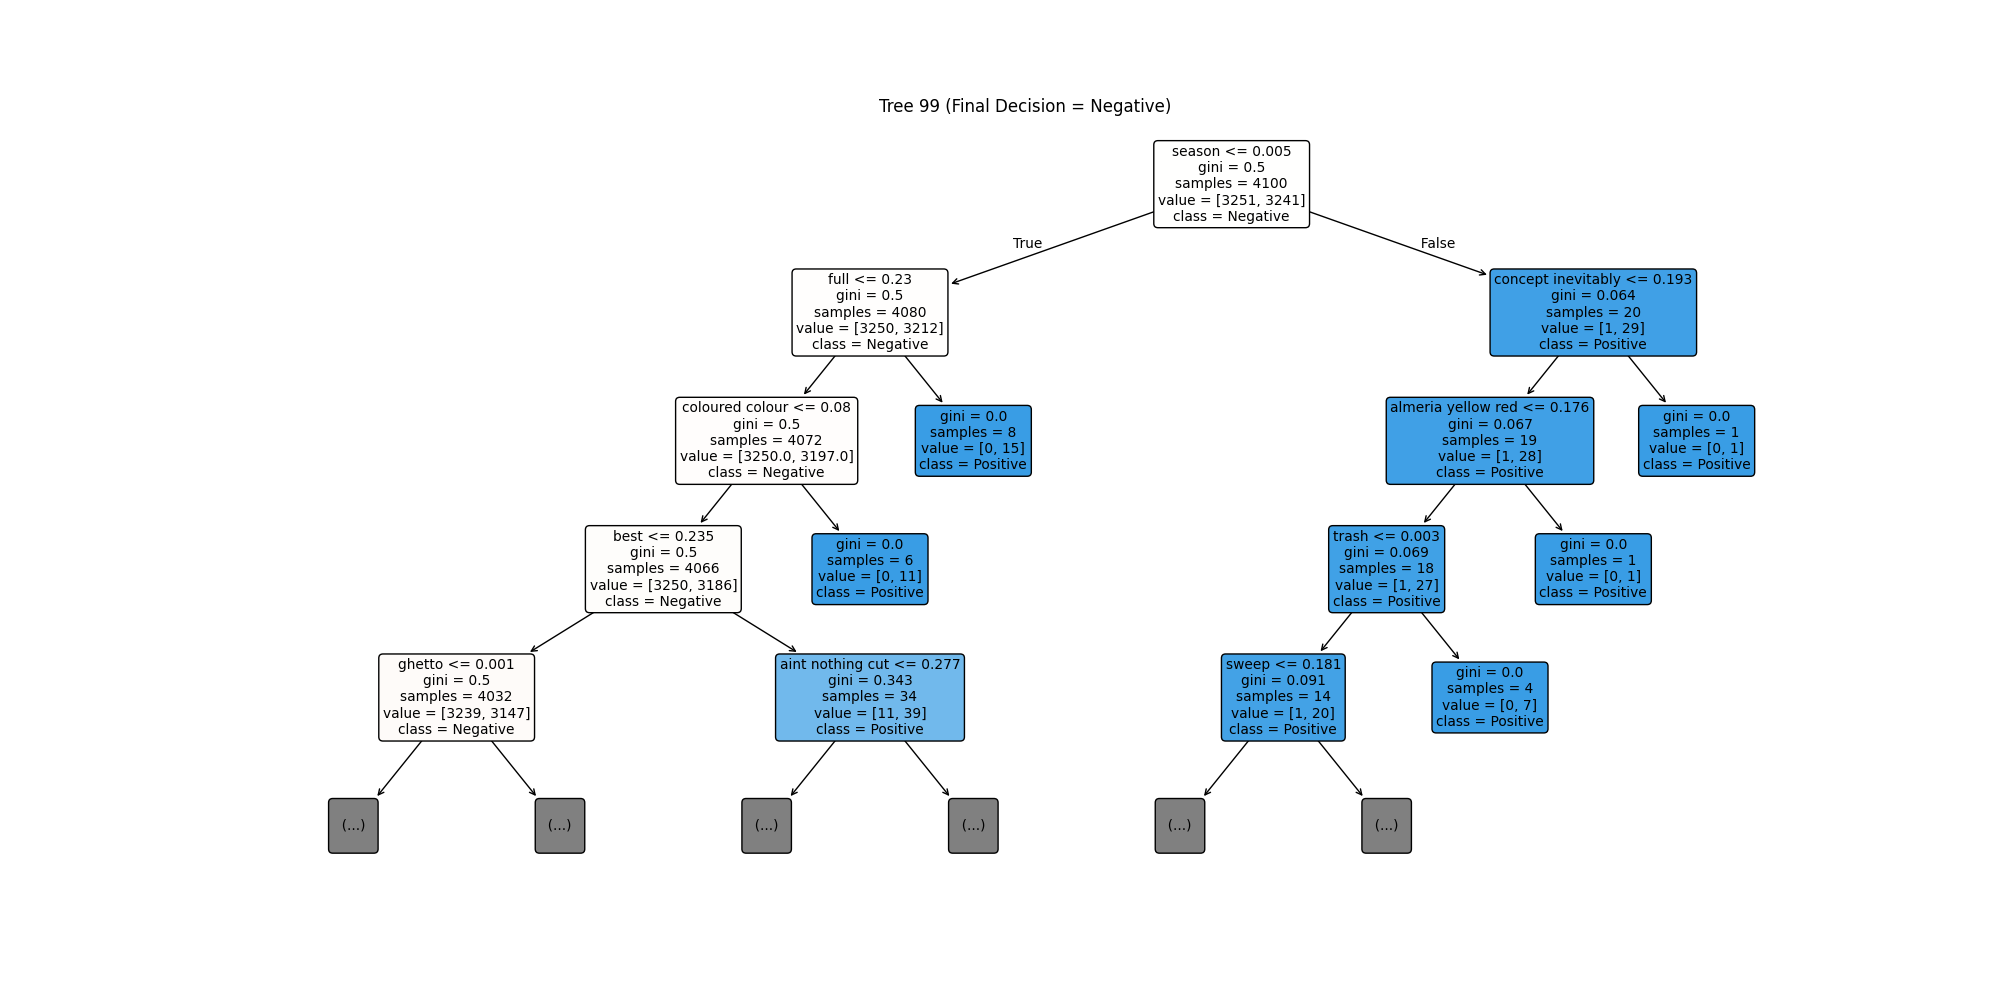 Tree 99 (Final Decision = Negative)
season <= 0.005
gini = 0.5
samples = 4100
value = [3251, 3241]
class = Negative
True
False
full <= 0.23
gini = 0.5
samples = 4080
value = [3250, 3212]
class = Negative
concept inevitably <= 0.193
gini = 0.064
samples = 20
value = [1, 29]
class = Positive
coloured colour <= 0.08
gini = 0.5
samples = 4072
value = [3250.0, 3197.0]
class = Negative
gini = 0.0
samples = 8
value = [0, 15]
class = Positive
almeria yellow red <= 0.176
gini = 0.067
samples = 19
value = [1, 28]
class = Positive
gini = 0.0
samples = 1
value = [0, 1]
class = Positive
best <= 0.235
gini = 0.5
samples = 4066
value = [3250, 3186]
class = Negative
gini = 0.0
samples = 6
value = [0, 11]
class = Positive
trash <= 0.003
gini = 0.069
samples = 18
value = [1, 27]
class = Positive
gini = 0.0
samples = 1
value = [0, 1]
class = Positive
ghetto <= 0.001
gini = 0.5
samples = 4032
value = [3239, 3147]
class = Negative
aint nothing cut <= 0.277
gini = 0.343
samples = 34
value = [11, 39]
class = Positive
sweep <= 0.181
gini = 0.091
samples = 14
value = [1, 20]
class = Positive
gini = 0.0
samples = 4
value = [0, 7]
class = Positive
(...)
(...)
(...)
(...)
(...)
(...)